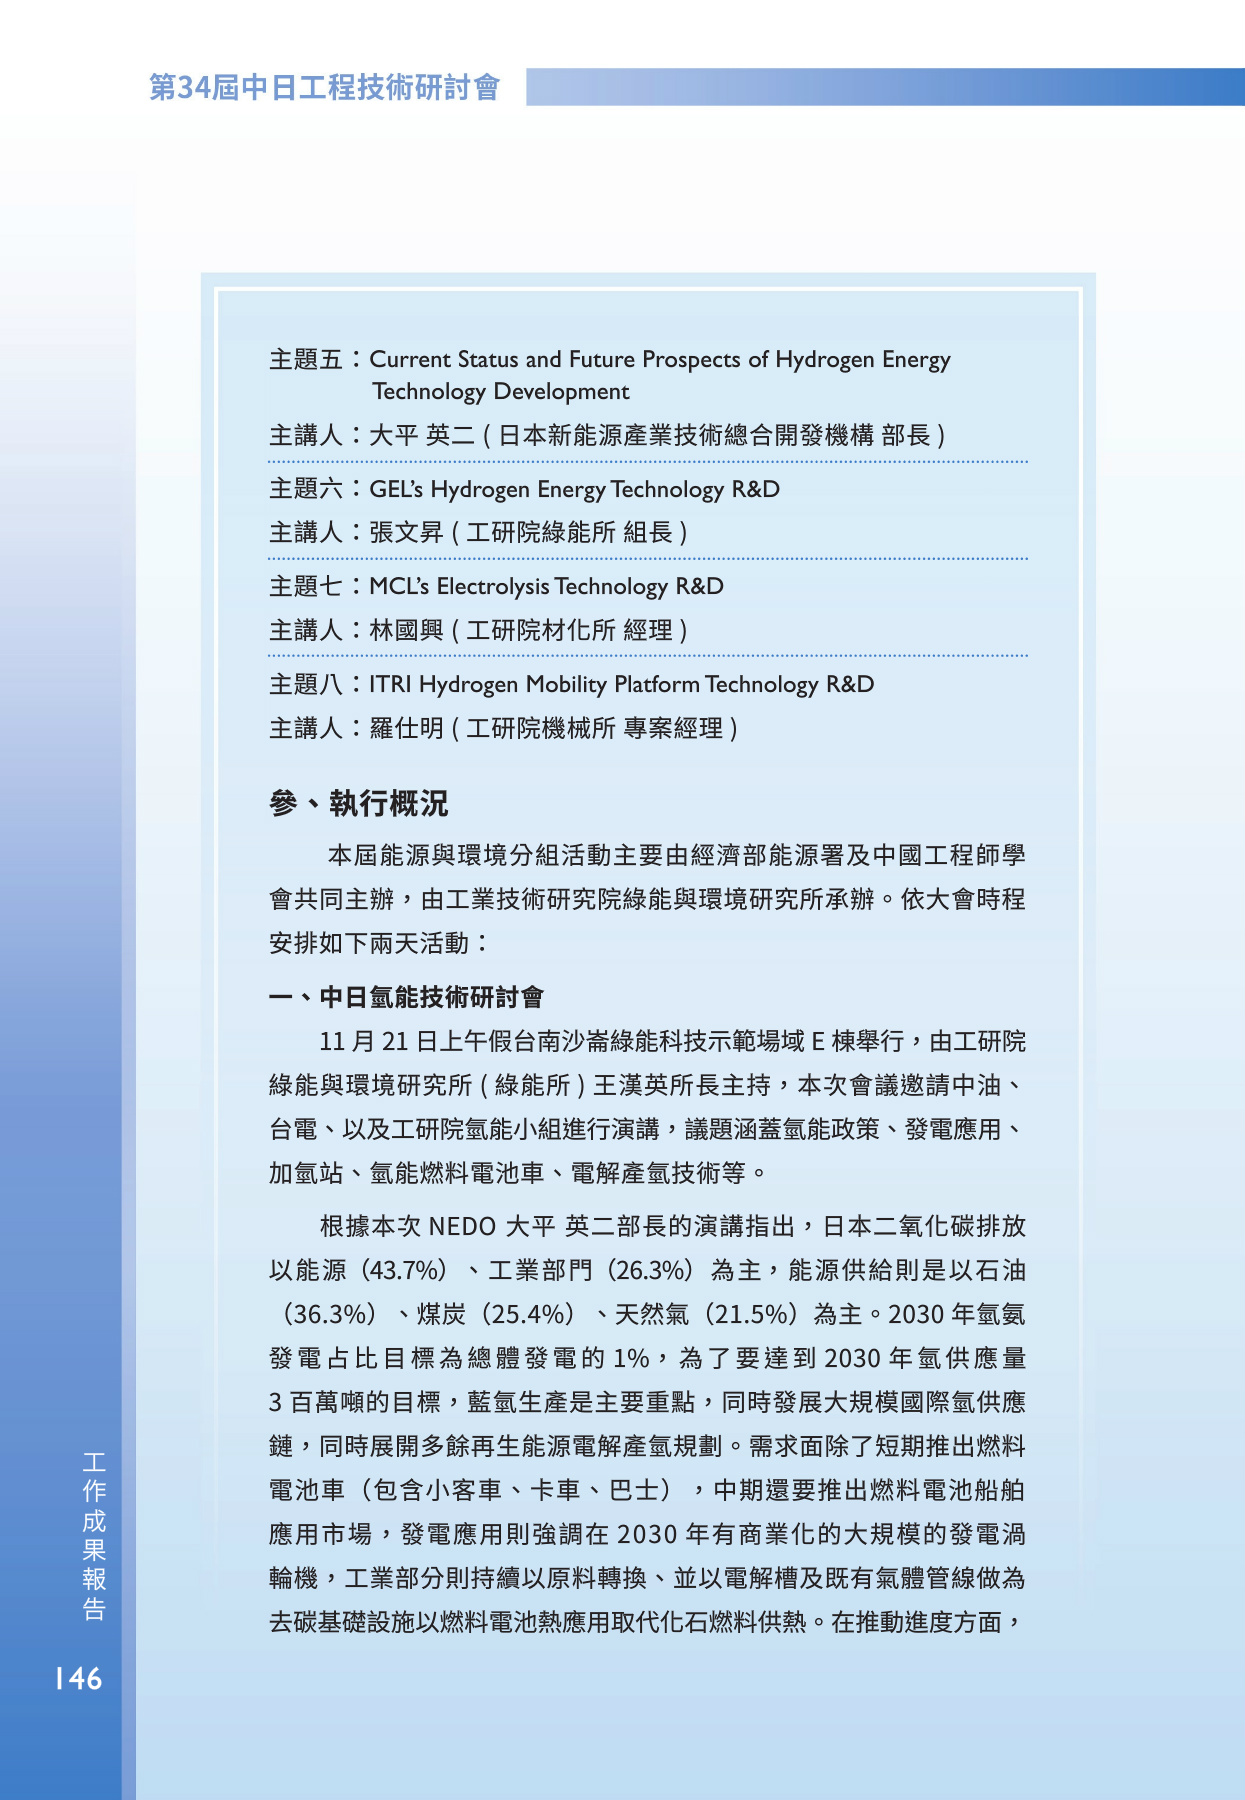 第34屆中日工程技術研討會
主題五：Current Status and Future Prospects of Hydrogen Energy
Technology Development
主講人：大平 英二 ( 日本新能源產業技術總合開發機構 部長 )
主題六：GEL’s Hydrogen Energy Technology R&D
主講人：張文昇 ( 工研院綠能所 組長 )
主題七：MCL’s Electrolysis Technology R&D
主講人：林國興 ( 工研院材化所 經理 )
主題八：ITRI Hydrogen Mobility Platform Technology R&D
主講人：羅仕明 ( 工研院機械所 專案經理 )
參、執行概況
本屆能源與環境分組活動主要由經濟部能源署及中國工程師學
會共同主辦，由工業技術研究院綠能與環境研究所承辦。依大會時程
安排如下兩天活動：
一、中日氫能技術研討會
11 月 21 日上午假台南沙崙綠能科技示範場域 E 棟舉行，由工研院
綠能與環境研究所 ( 綠能所 ) 王漢英所長主持，本次會議邀請中油、
台電、以及工研院氫能小組進行演講，議題涵蓋氫能政策、發電應用、
加氫站、氫能燃料電池車、電解產氫技術等。
根據本次 NEDO 大平 英二部長的演講指出，日本二氧化碳排放
以能源（43.7%）、工業部門（26.3%）為主，能源供給則是以石油
（36.3%）、煤炭（25.4%）、天然氣（21.5%）為主。2030 年氫氨
發電占比目標為總體發電的 1%，為了要達到 2030 年氫供應量
3 百萬噸的目標，藍氫生產是主要重點，同時發展大規模國際氫供應
鏈，同時展開多餘再生能源電解產氫規劃。需求面除了短期推出燃料
電池車（包含小客車、卡車、巴士），中期還要推出燃料電池船舶
應用市場，發電應用則強調在 2030 年有商業化的大規模的發電渦
輪機，工業部分則持續以原料轉換、並以電解槽及既有氣體管線做為
去碳基礎設施以燃料電池熱應用取代化石燃料供熱。在推動進度方面，
工作成果報告
146